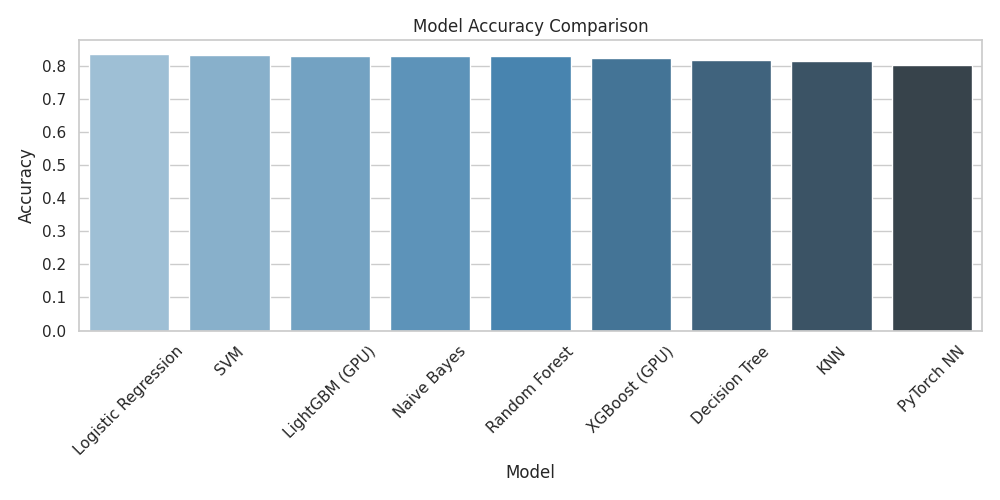 Model Accuracy Comparison
Accuracy
0.8
0.7
0.6
0.5
0.4
0.3
0.2
0.1
0.0
Logistic Regression
SVM
LightGBM (GPU)
Naive Bayes
Random Forest
XGBoost (GPU)
Decision Tree
KNN
PyTorch NN
Model